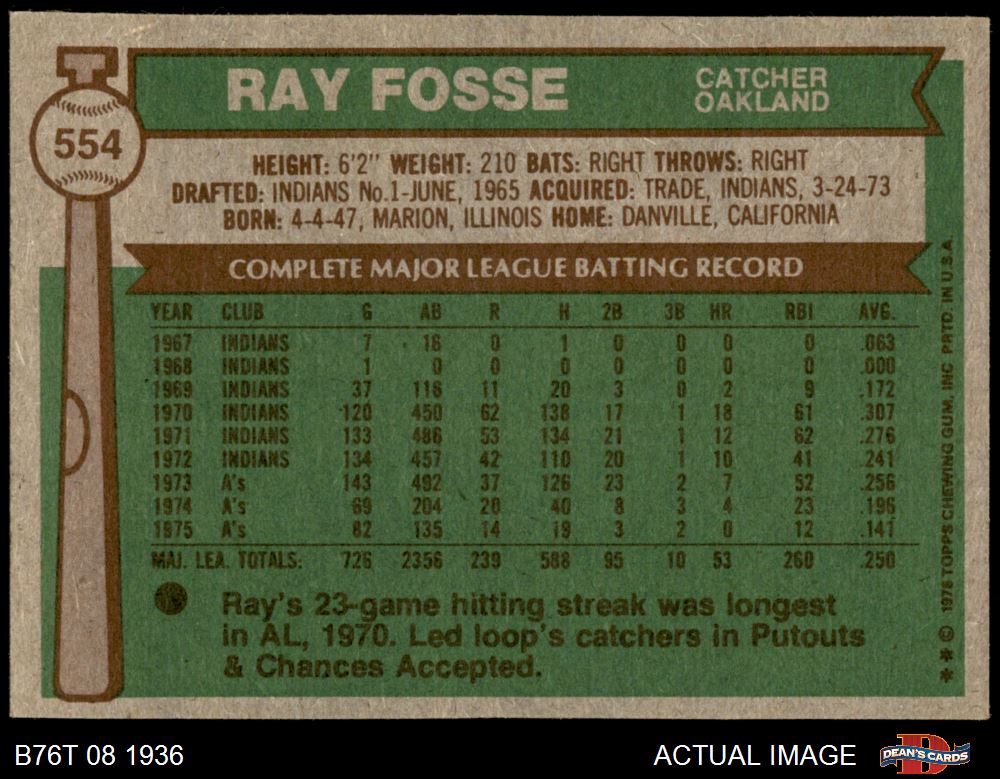 554
RAY FOSSE
CATCHER
OAKLAND
HEIGHT: 6'2" WEIGHT: 210 BATS: RIGHT THROWS: RIGHT
DRAFTED: INDIANS No.1-JUNE, 1965 ACQUIRED: TRADE, INDIANS, 3-24-73
BORN: 4-4-47, MARION, ILLINOIS HOME: DANVILLE, CALIFORNIA
COMPLETE MAJOR LEAGUE BATTING RECORD
YEAR CLUB G AB R H 2B 3B HR RBI AVG.
1967 INDIANS 7 16 0 1 0 0 0 0 .063
1968 INDIANS 1 0 0 0 0 0 0 0 .000
1969 INDIANS 37 116 11 20 3 0 2 9 .172
1970 INDIANS 120 450 62 138 17 1 18 61 .307
1971 INDIANS 133 486 53 134 21 1 12 62 .276
1972 INDIANS 134 457 42 110 20 1 10 41 .241
1973 A's 143 492 37 126 23 2 7 52 .256
1974 A's 69 204 20 40 8 3 4 23 .196
1975 A's 82 135 14 19 3 2 0 12 .141
MAJ. LEA. TOTALS: 726 2356 239 588 95 10 53 260 .250
Ray's 23-game hitting streak was longest
in AL, 1970. Led loop's catchers in Putouts
& Chances Accepted.
*** © 1976 TOPPS CHEWING GUM, INC PRTD. IN U.S.A.
B76T 08 1936
ACTUAL IMAGE
DEAN'S CARDS